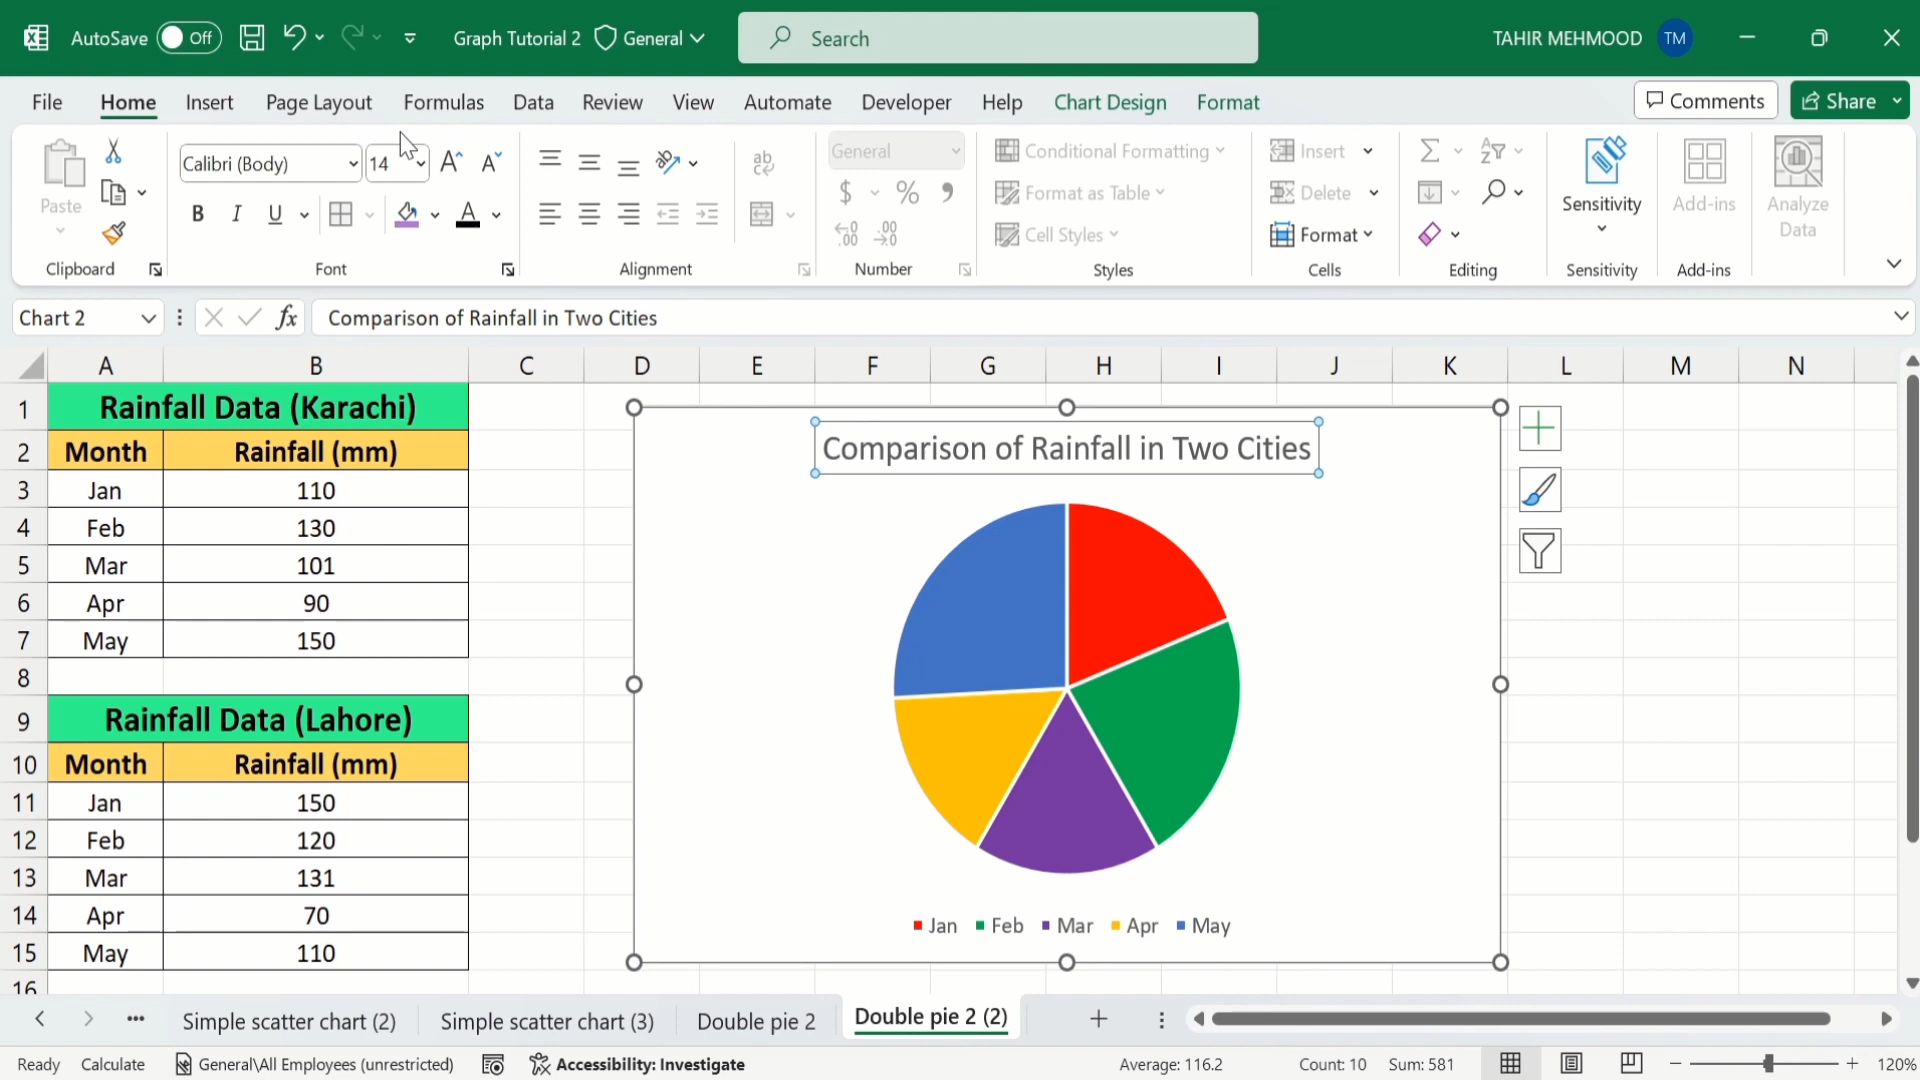 AutoSave Off Graph Tutorial 2 General Search TAHIR MEHMOOD TM
File Home Insert Page Layout Formulas Data Review View Automate Developer Help Chart Design Format Comments Share
Calibri (Body) 14 A A ab General Conditional Formatting Insert
Paste $ % Format as Table Delete Sensitivity Add-ins Analyze Data
B I U A Cell Styles Format
Clipboard Font Alignment Number Styles Cells Editing Sensitivity Add-ins
Chart 2 fx Comparison of Rainfall in Two Cities
A B C D E F G H I J K L M N
1 Rainfall Data (Karachi)
2 Month Rainfall (mm)
3 Jan 110
4 Feb 130
5 Mar 101
6 Apr 90
7 May 150
8
9 Rainfall Data (Lahore)
10 Month Rainfall (mm)
11 Jan 150
12 Feb 120
13 Mar 131
14 Apr 70
15 May 110
16
Comparison of Rainfall in Two Cities
Jan Feb Mar Apr May
Simple scatter chart (2) Simple scatter chart (3) Double pie 2 Double pie 2 (2)
Ready Calculate General\All Employees (unrestricted) Accessibility: Investigate Average: 116.2 Count: 10 Sum: 581 120%